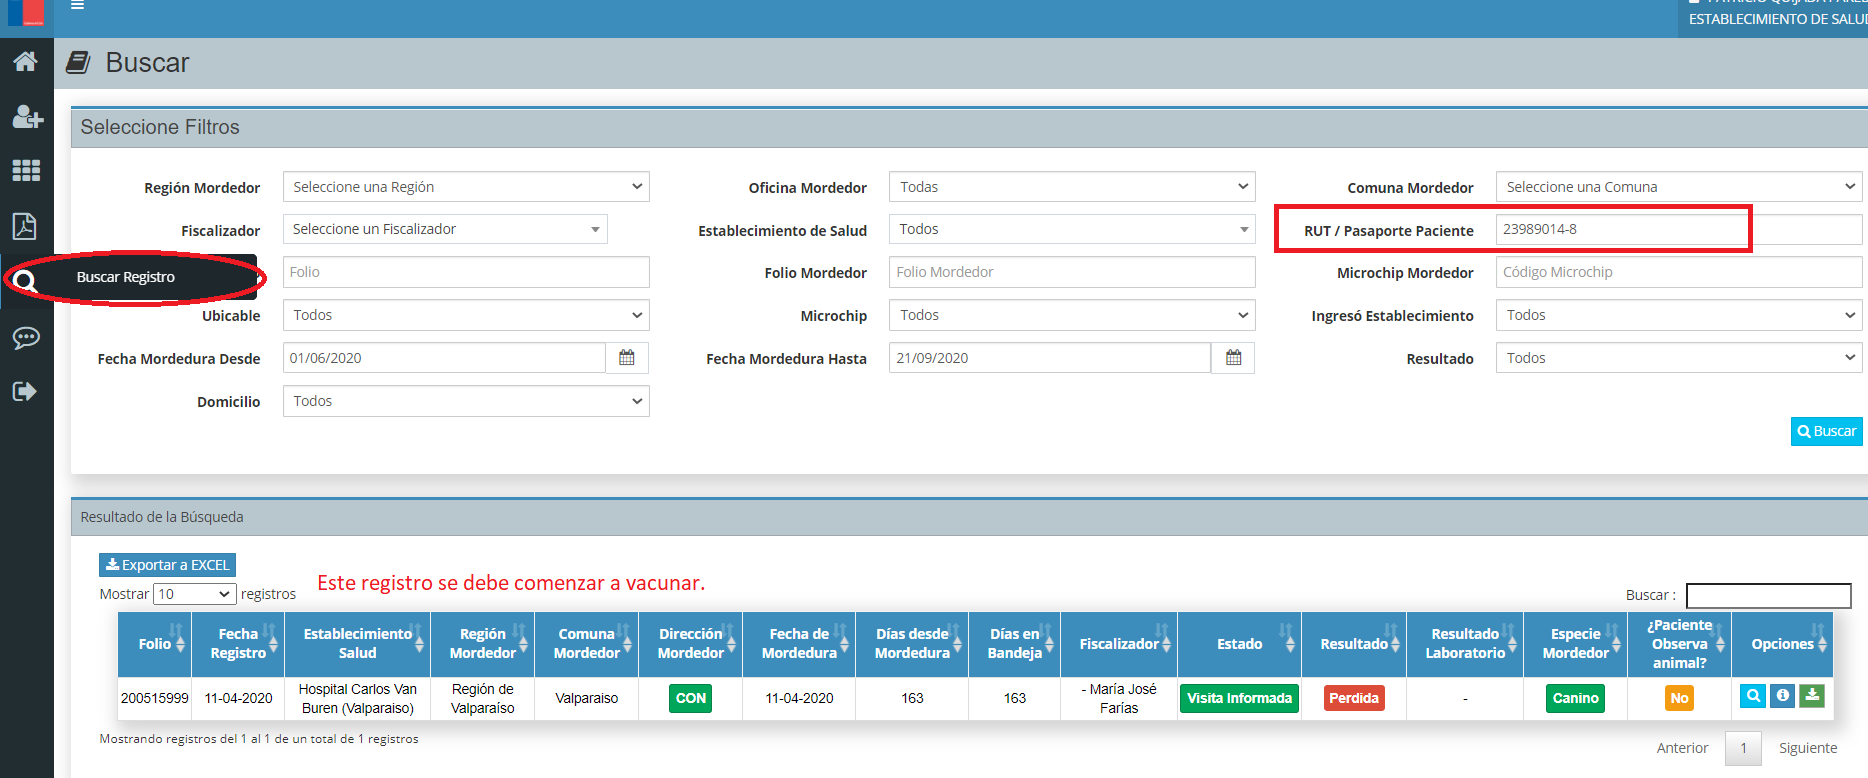 ESTABLECIMIENTO DE SALUD
Buscar
Seleccione Filtros
Región Mordedor Seleccione una Región Oficina Mordedor Todas Comuna Mordedor Seleccione una Comuna
Fiscalizador Seleccione un Fiscalizador Establecimiento de Salud Todos RUT / Pasaporte Paciente 23989014-8
Buscar Registro Folio Folio Mordedor Folio Mordedor Microchip Mordedor Código Microchip
Ubicable Todos Microchip Todos Ingresó Establecimiento Todos
Fecha Mordedura Desde 01/06/2020 Fecha Mordedura Hasta 21/09/2020 Resultado Todos
Domicilio Todos
Buscar
Resultado de la Búsqueda
Exportar a EXCEL
Este registro se debe comenzar a vacunar.
Mostrar 10 registros Buscar :
Folio Fecha Registro Establecimiento Salud Región Mordedor Comuna Mordedor Dirección Mordedor Fecha de Mordedura Días desde Mordedura Días en Bandeja Fiscalizador Estado Resultado Resultado Laboratorio Especie Mordedor ¿Paciente Observa animal? Opciones
200515999 11-04-2020 Hospital Carlos Van Buren (Valparaiso) Región de Valparaíso Valparaiso CON 11-04-2020 163 163 - María José Farías Visita Informada Perdida - Canino No
Mostrando registros del 1 al 1 de un total de 1 registros
Anterior 1 Siguiente